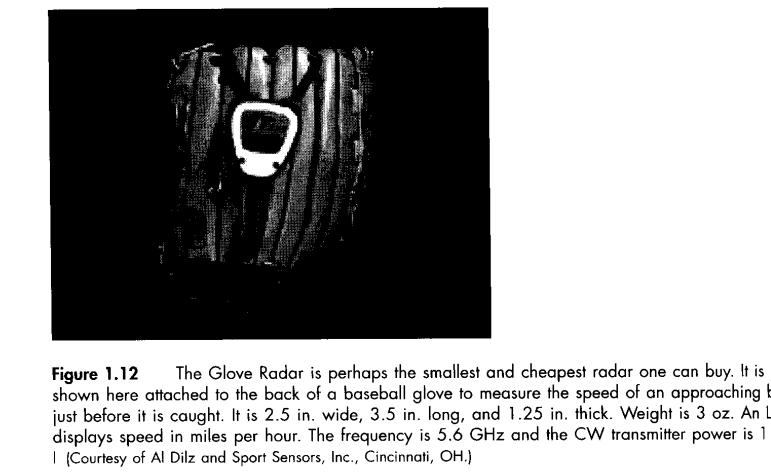 Figure 1.12 The Glove Radar is perhaps the smallest and cheapest radar one can buy. It is
shown here attached to the back of a baseball glove to measure the speed of an approaching
just before it is caught. It is 2.5 in. wide, 3.5 in. long, and 1.25 in. thick. Weight is 3 oz. An
displays speed in miles per hour. The frequency is 5.6 GHz and the CW transmitter power is 1
(Courtesy of Al Dilz and Sport Sensors, Inc., Cincinnati, OH.)